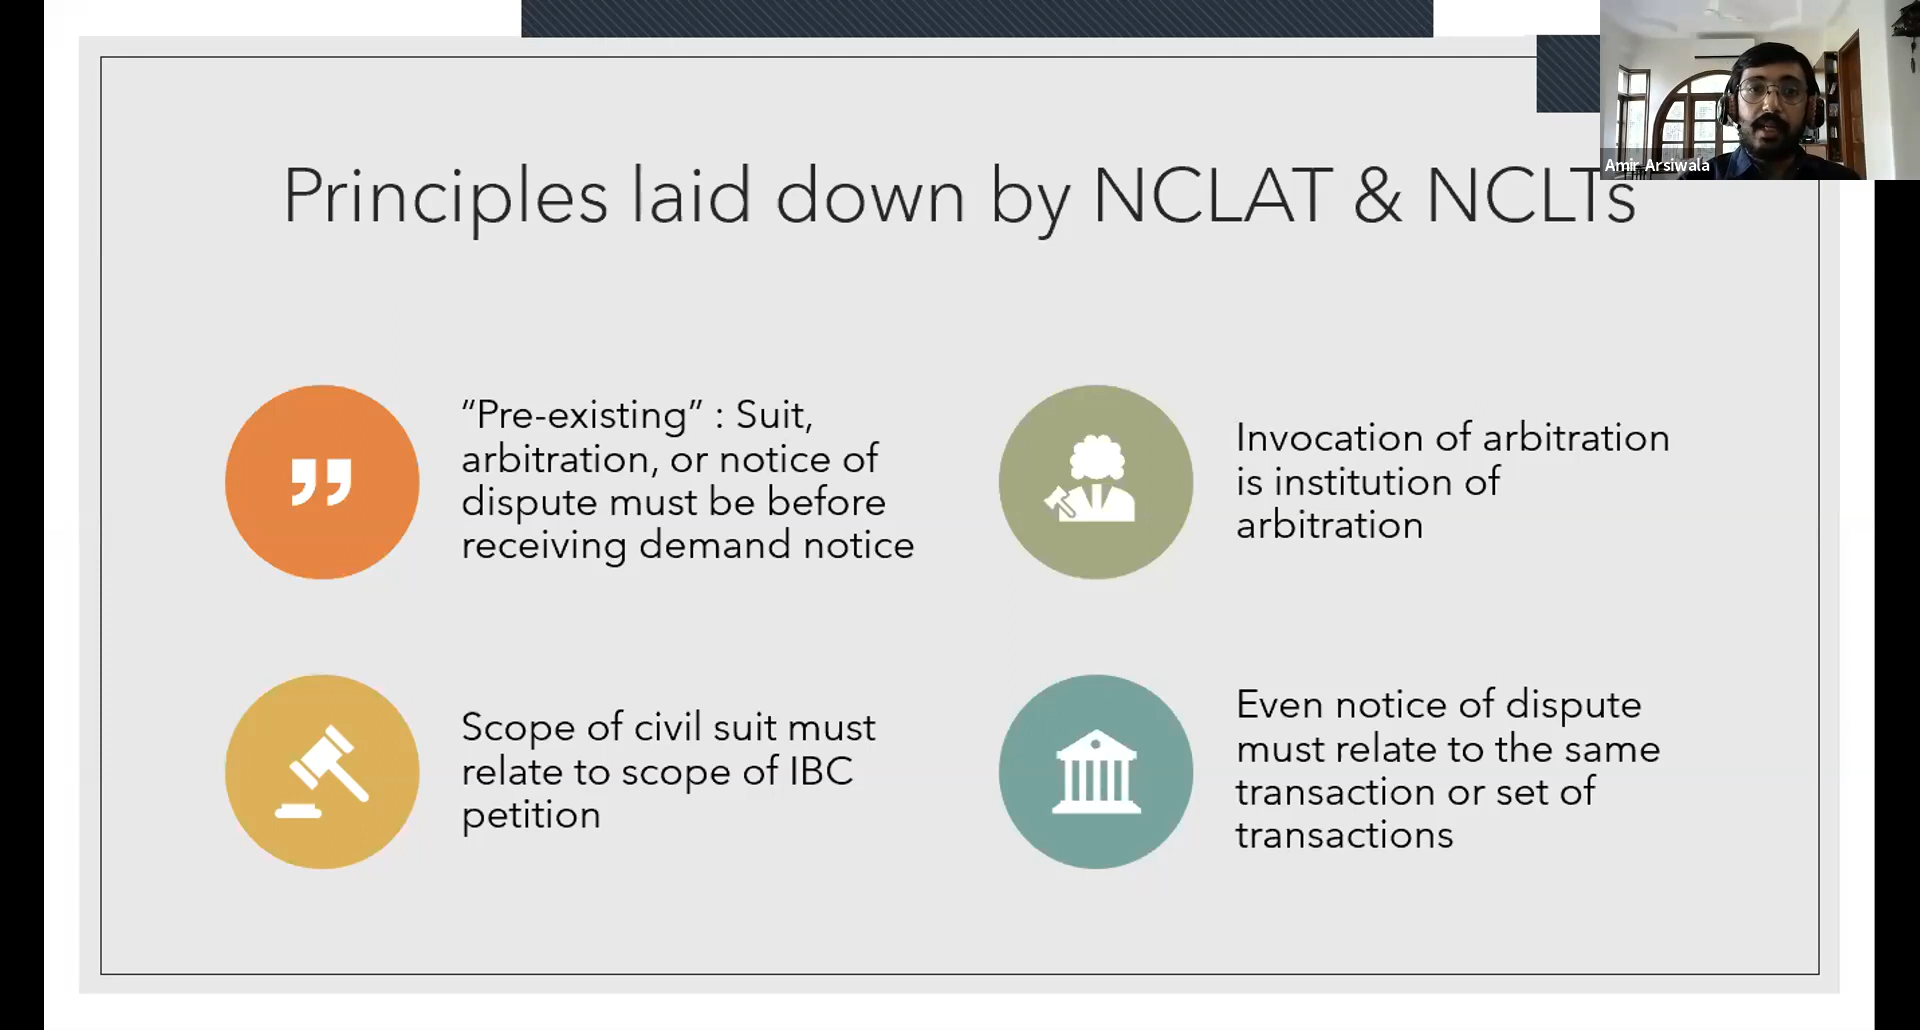 Amir Arsiwala
Principles laid down by NCLAT & NCLTs
“Pre-existing” : Suit,
arbitration, or notice of
dispute must be before
receiving demand notice
Invocation of arbitration
is institution of
arbitration
Scope of civil suit must
relate to scope of IBC
petition
Even notice of dispute
must relate to the same
transaction or set of
transactions